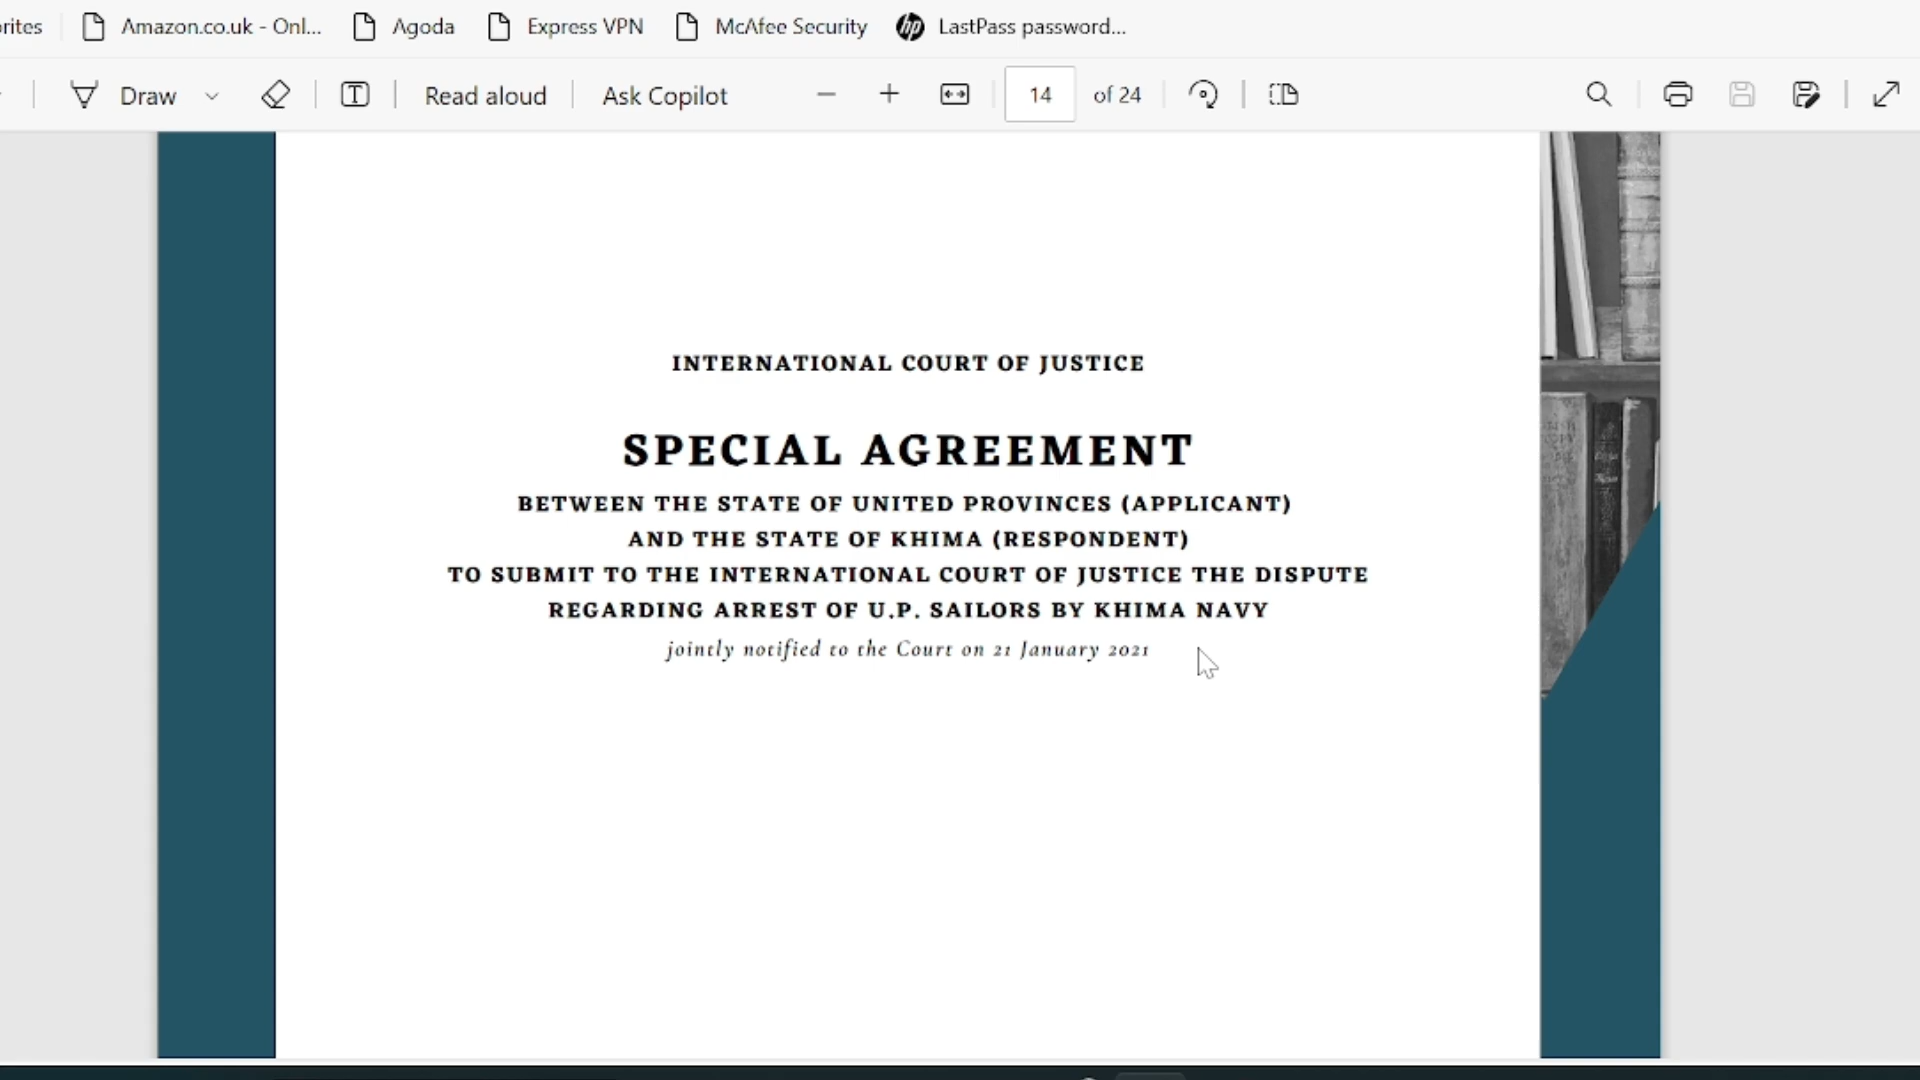 rites Amazon.co.uk - Onl... Agoda Express VPN McAfee Security hp LastPass password...
Draw T Read aloud Ask Copilot 14 of 24
INTERNATIONAL COURT OF JUSTICE
SPECIAL AGREEMENT
BETWEEN THE STATE OF UNITED PROVINCES (APPLICANT)
AND THE STATE OF KHIMA (RESPONDENT)
TO SUBMIT TO THE INTERNATIONAL COURT OF JUSTICE THE DISPUTE
REGARDING ARREST OF U.P. SAILORS BY KHIMA NAVY
jointly notified to the Court on 21 January 2021